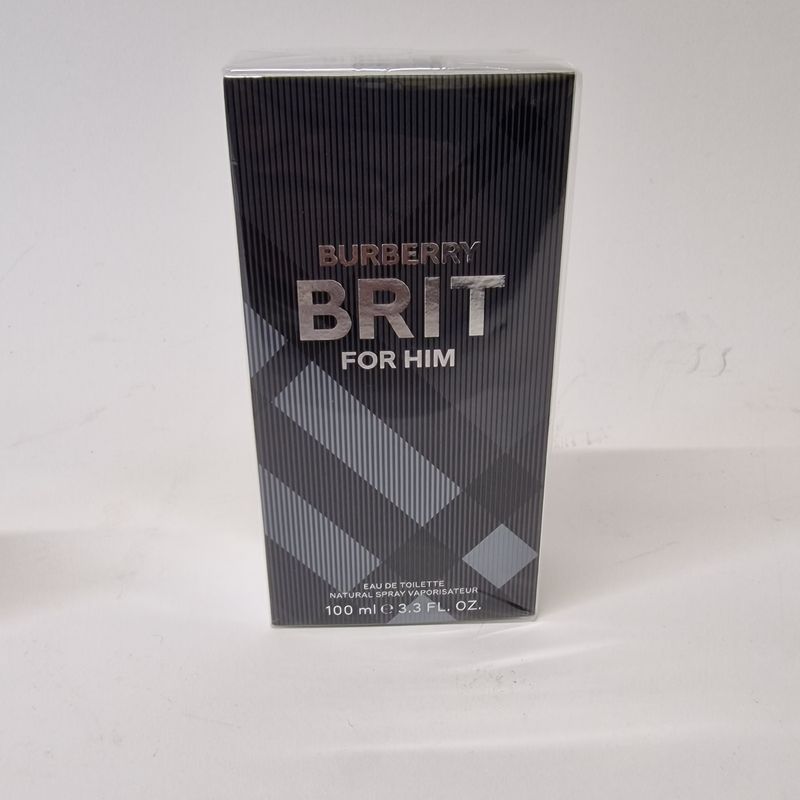 BURBERRY
BRIT
FOR HIM
EAU DE TOILETTE
NATURAL SPRAY VAPORISATEUR
100 ml ℮ 3.3 FL. OZ.